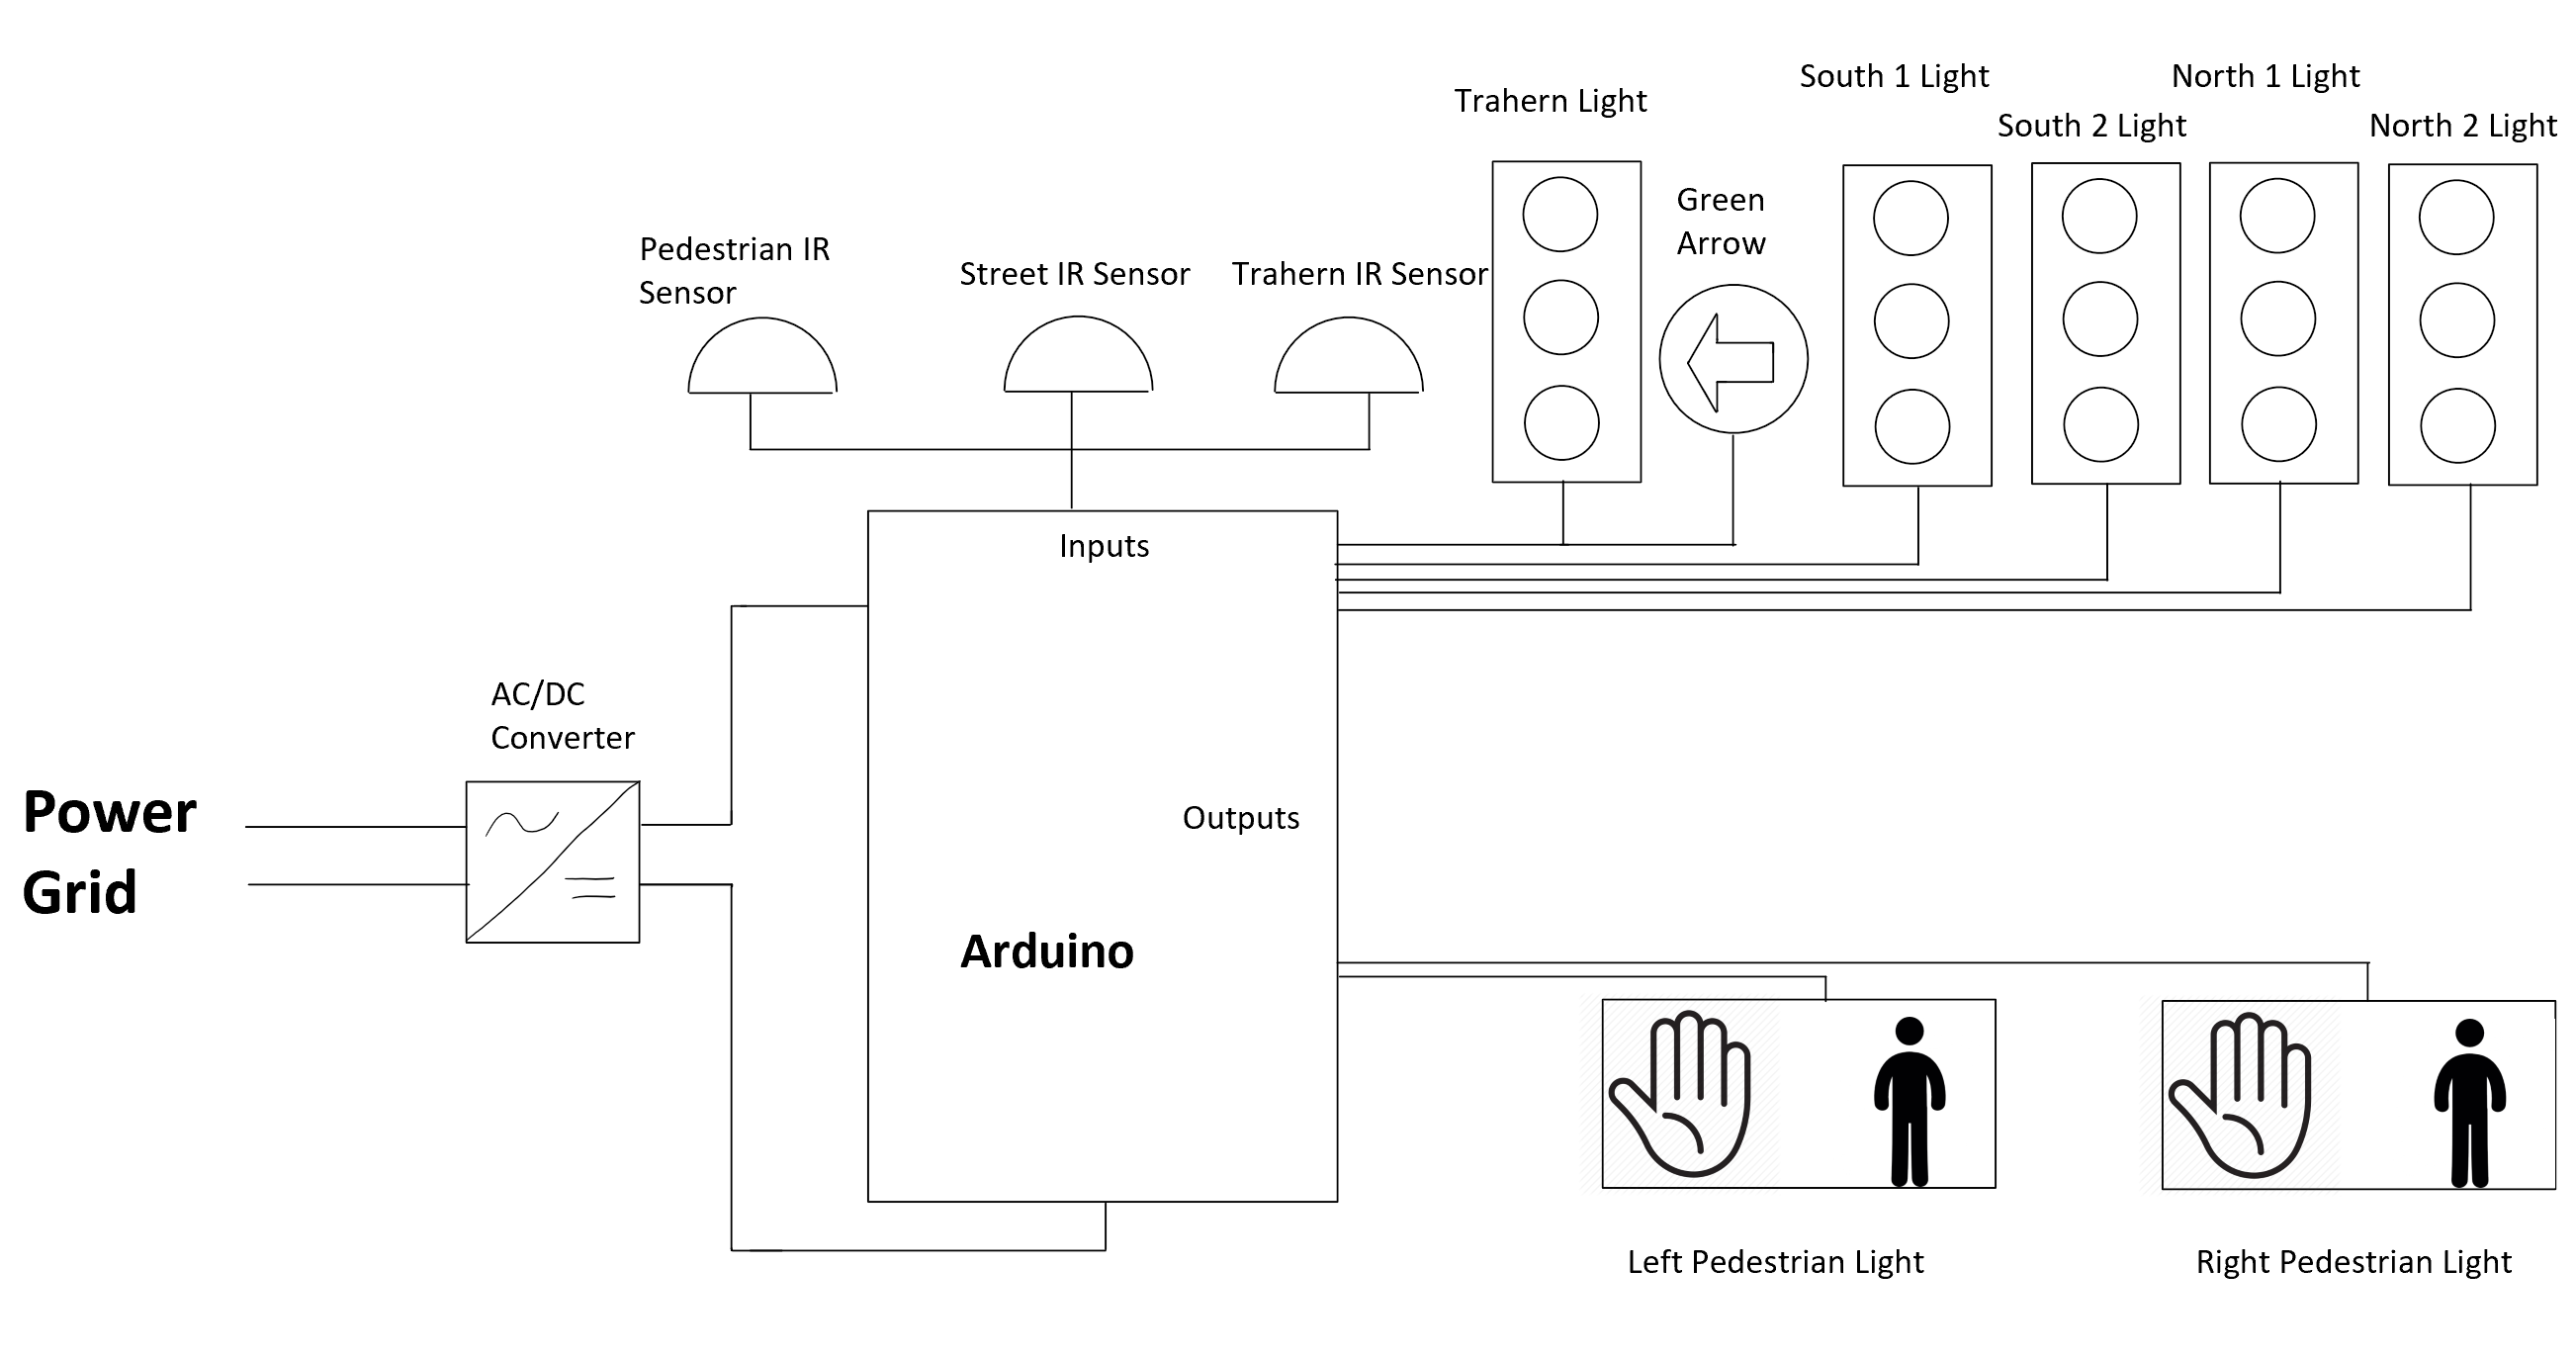 South 1 Light
North 1 Light
Trahern Light
South 2 Light
North 2 Light
Green
Arrow
Pedestrian IR
Sensor
Street IR Sensor
Trahern IR Sensor
Inputs
AC/DC
Converter
Power
Grid
Outputs
Arduino
Left Pedestrian Light
Right Pedestrian Light